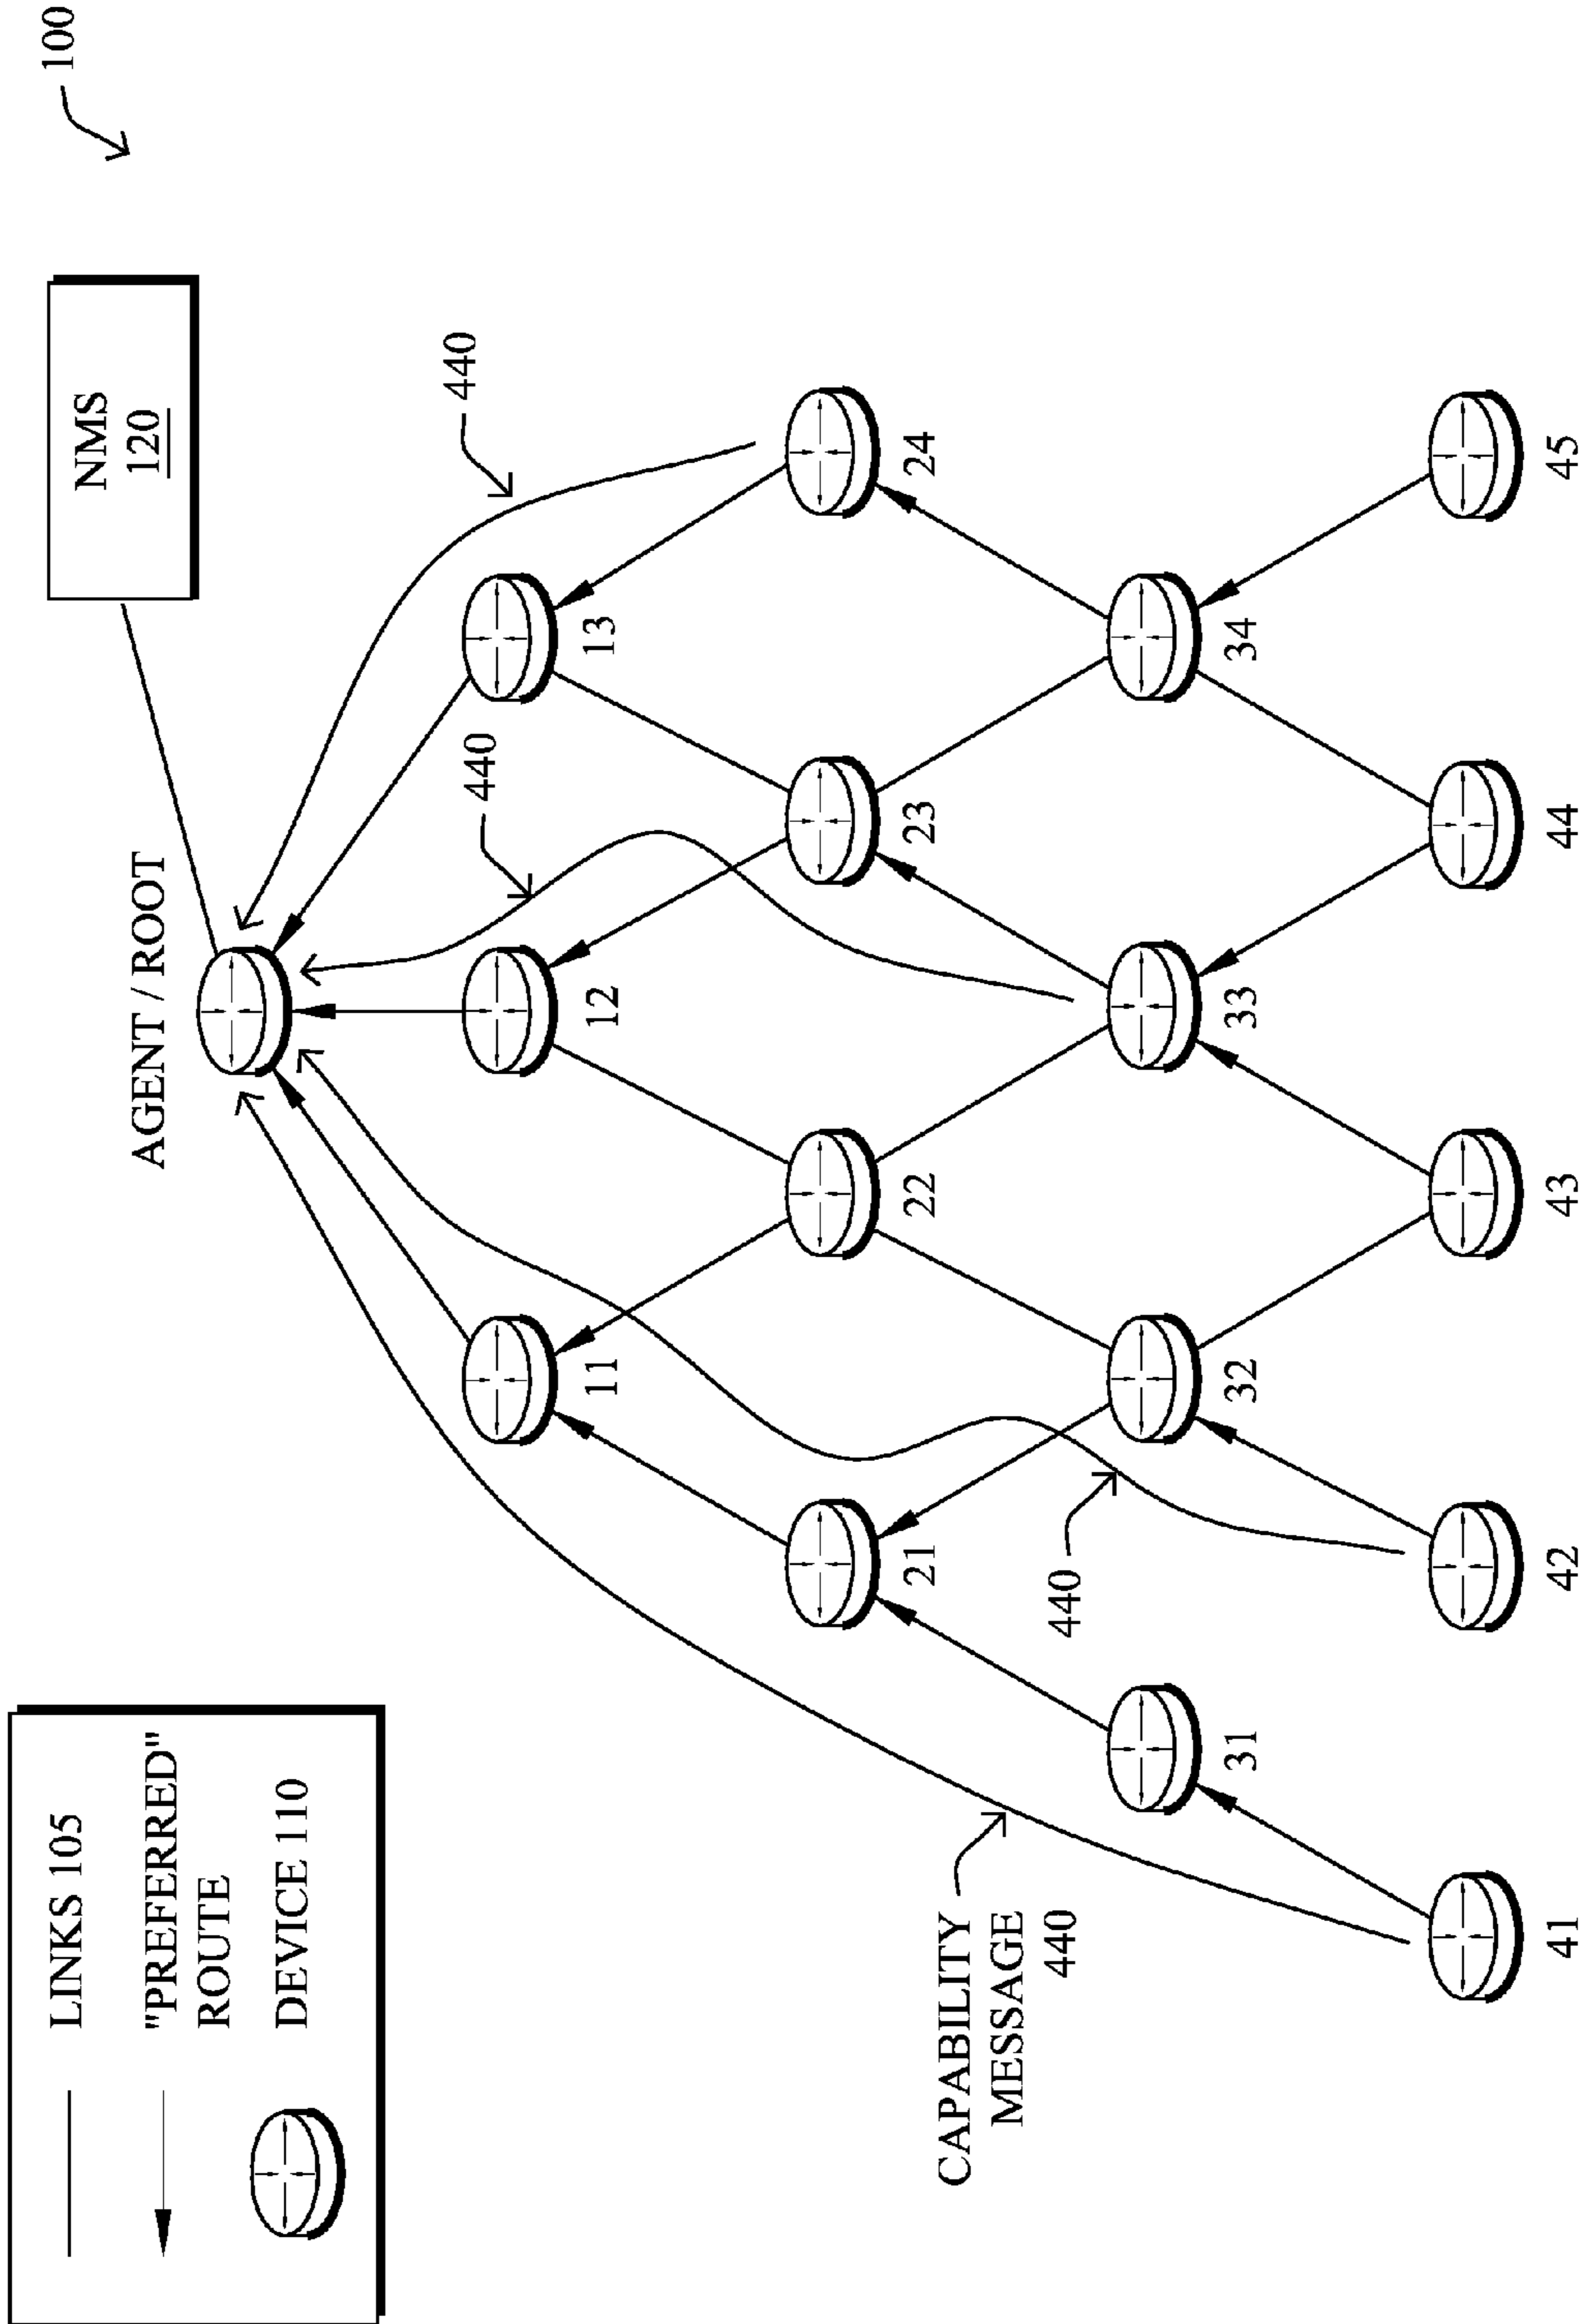 100
NMS
120
AGENT / ROOT
440
440
11
12
13
21
22
23
24
440
31
32
33
34
CAPABILITY
MESSAGE
440
41
42
43
44
45
LINKS 105
"PREFERRED"
ROUTE
DEVICE 110